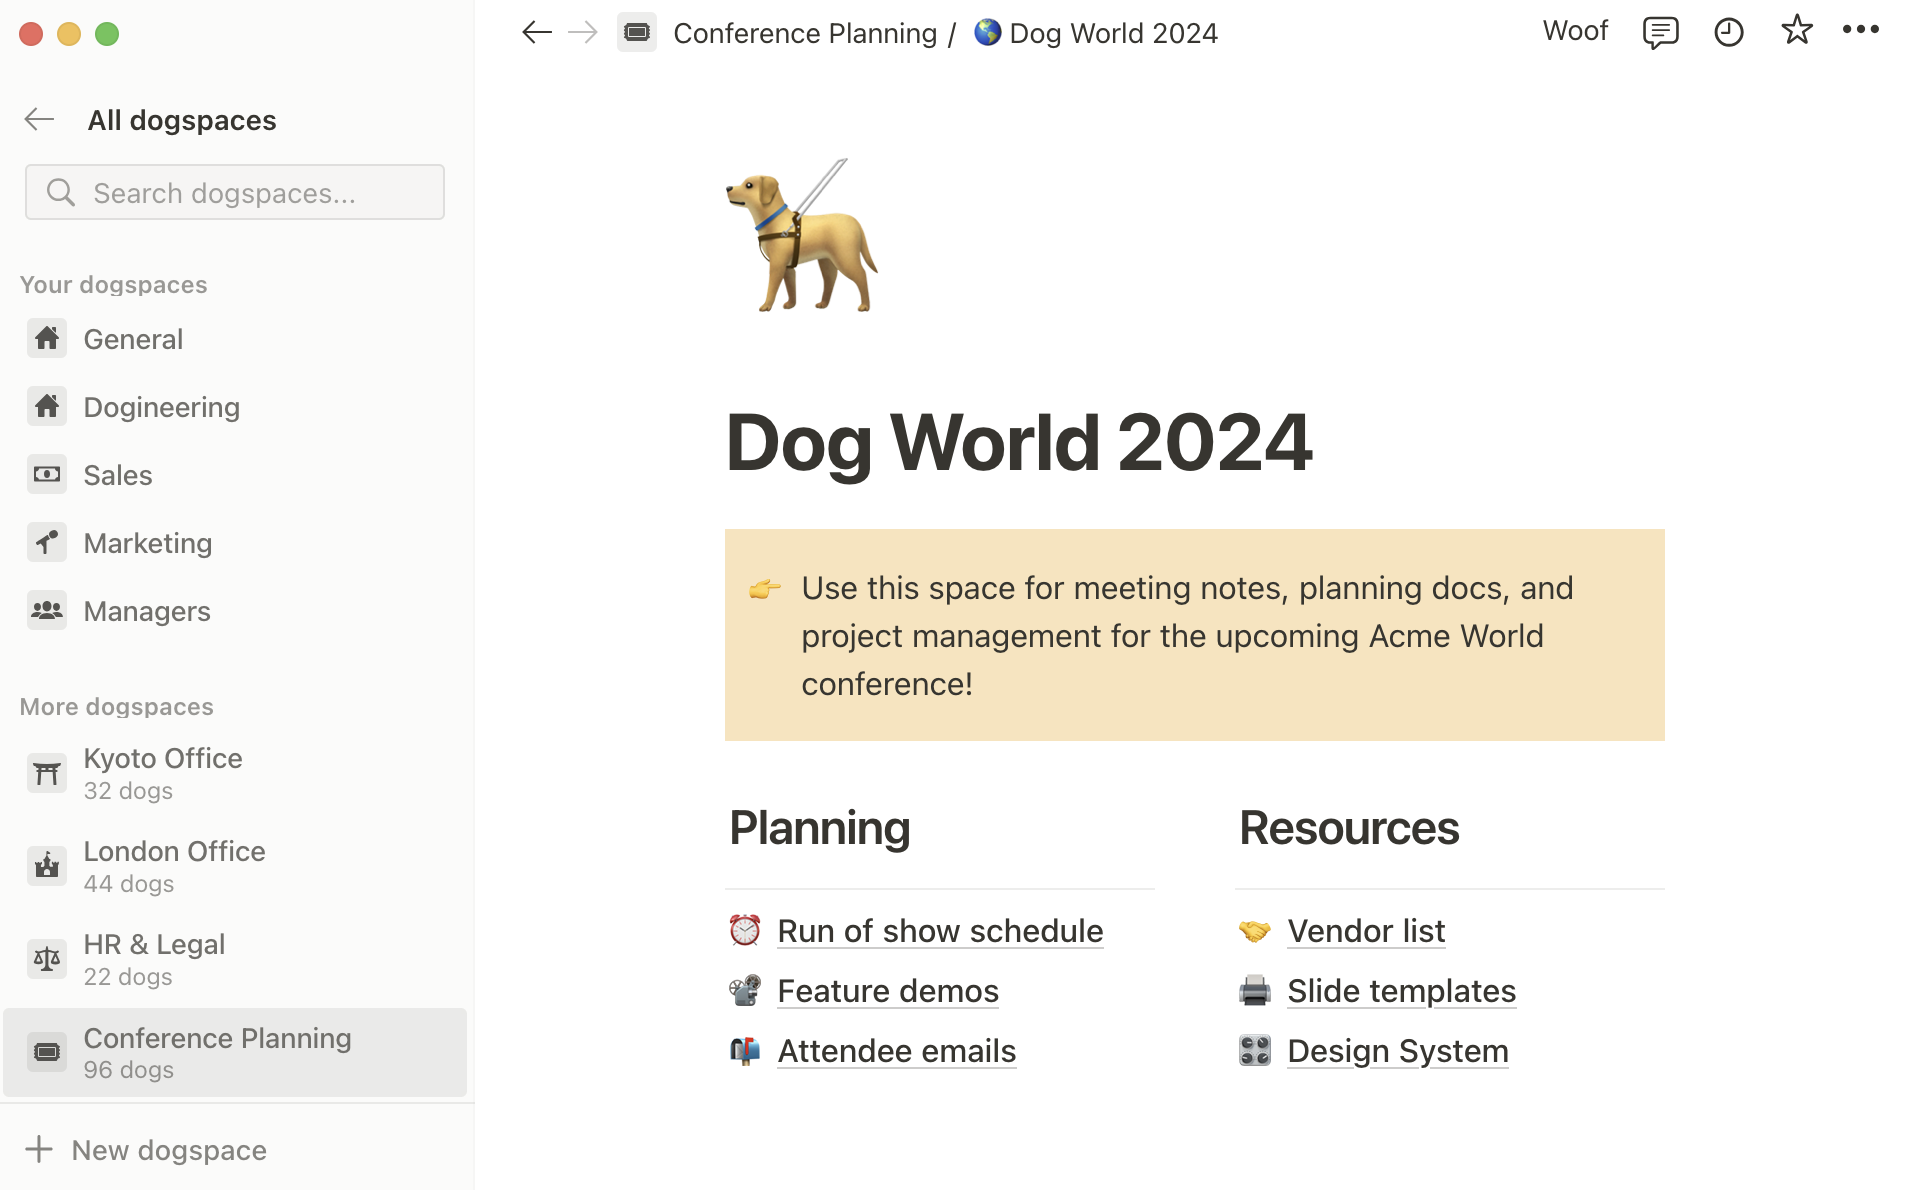 Conference Planning / Dog World 2024
Woof
All dogspaces
Search dogspaces...
Your dogspaces
General
Dogineering
Sales
Marketing
Managers
More dogspaces
Kyoto Office
32 dogs
London Office
44 dogs
HR & Legal
22 dogs
Conference Planning
96 dogs
New dogspace
Dog World 2024
Use this space for meeting notes, planning docs, and
project management for the upcoming Acme World
conference!
Planning
Run of show schedule
Feature demos
Attendee emails
Resources
Vendor list
Slide templates
Design System